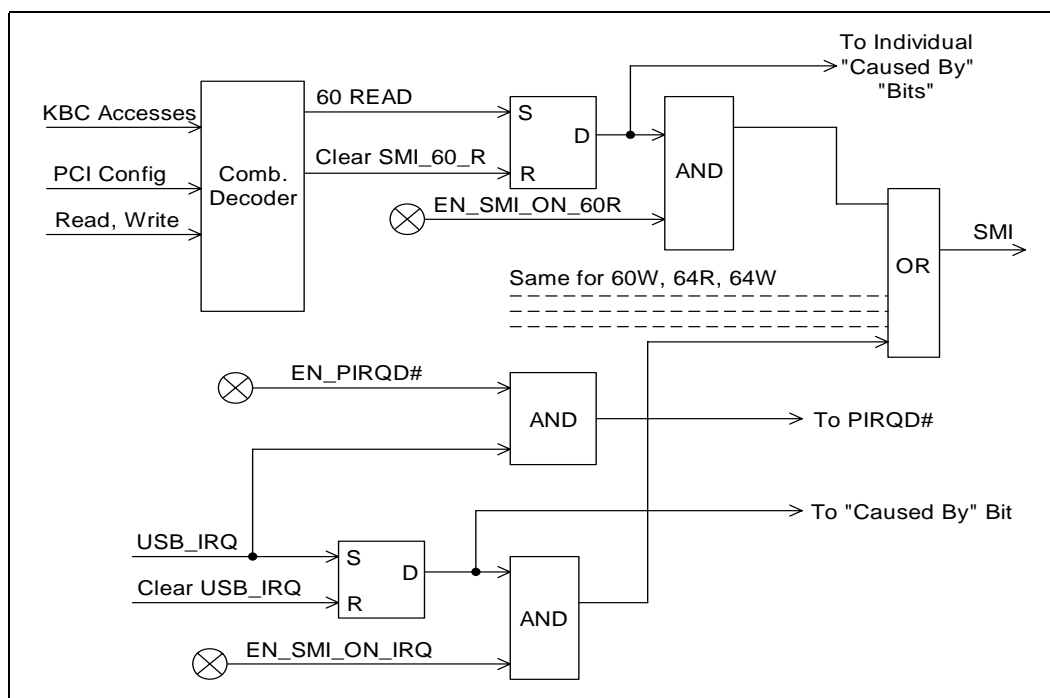 To Individual
"Caused By"
"Bits"
KBC Accesses
60 READ
S
D
Clear SMI_60_R
R
AND
PCI Config
Comb.
Decoder
Read, Write
EN_SMI_ON_60R
SMI
OR
Same for 60W, 64R, 64W
EN_PIRQD#
AND
To PIRQD#
To "Caused By" Bit
USB_IRQ
S
D
Clear USB_IRQ
R
AND
EN_SMI_ON_IRQ